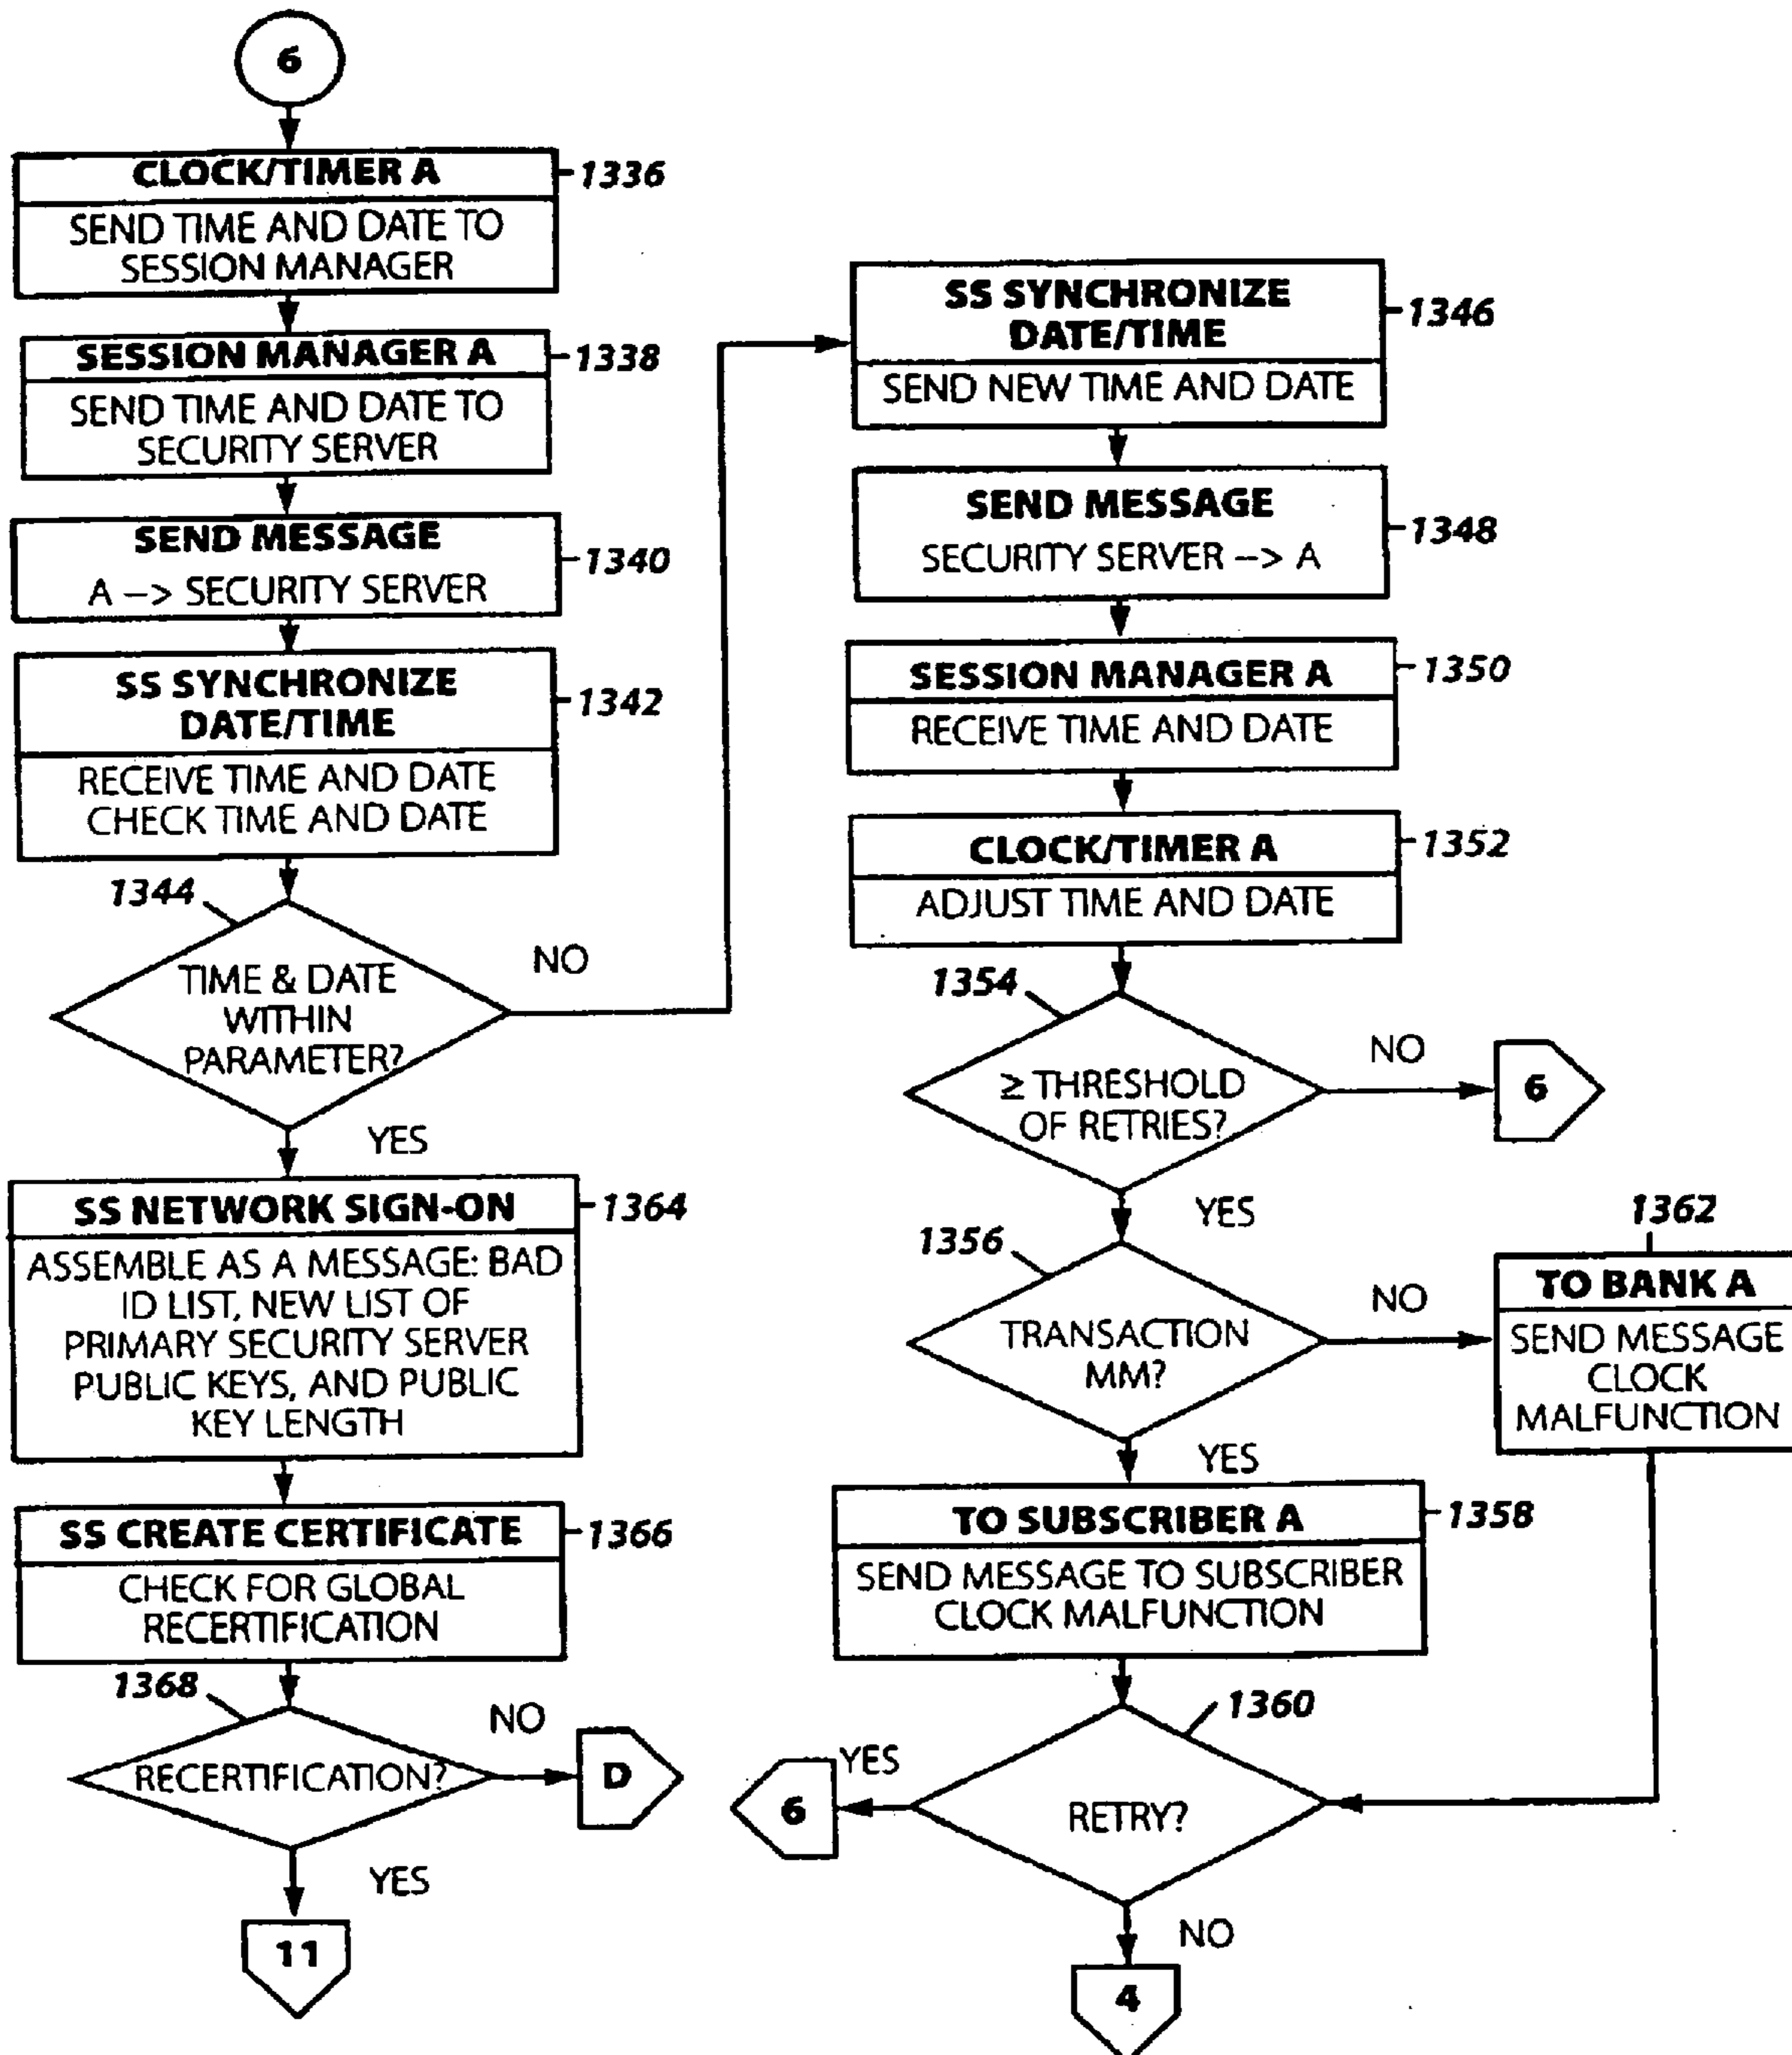 6
CLOCK/TIMER A
1336
SEND TIME AND DATE TO
SESSION MANAGER
SESSION MANAGER A
1338
SEND TIME AND DATE TO
SECURITY SERVER
SEND MESSAGE
1340
A –> SECURITY SERVER
SS SYNCHRONIZE
DATE/TIME
1342
RECEIVE TIME AND DATE
CHECK TIME AND DATE
1344
TIME & DATE
WITHIN
PARAMETER?
NO
YES
SS NETWORK SIGN-ON
1364
ASSEMBLE AS A MESSAGE: BAD
ID LIST, NEW LIST OF
PRIMARY SECURITY SERVER
PUBLIC KEYS, AND PUBLIC
KEY LENGTH
SS CREATE CERTIFICATE
1366
CHECK FOR GLOBAL
RECERTIFICATION
1368
RECERTIFICATION?
NO
D
YES
11
SS SYNCHRONIZE
DATE/TIME
1346
SEND NEW TIME AND DATE
SEND MESSAGE
1348
SECURITY SERVER –> A
SESSION MANAGER A
1350
RECEIVE TIME AND DATE
CLOCK/TIMER A
1352
ADJUST TIME AND DATE
1354
≥ THRESHOLD
OF RETRIES?
NO
6
YES
1356
TRANSACTION
MM?
NO
1362
TO BANK A
SEND MESSAGE
CLOCK
MALFUNCTION
YES
TO SUBSCRIBER A
1358
SEND MESSAGE TO SUBSCRIBER
CLOCK MALFUNCTION
1360
RETRY?
YES
6
NO
4